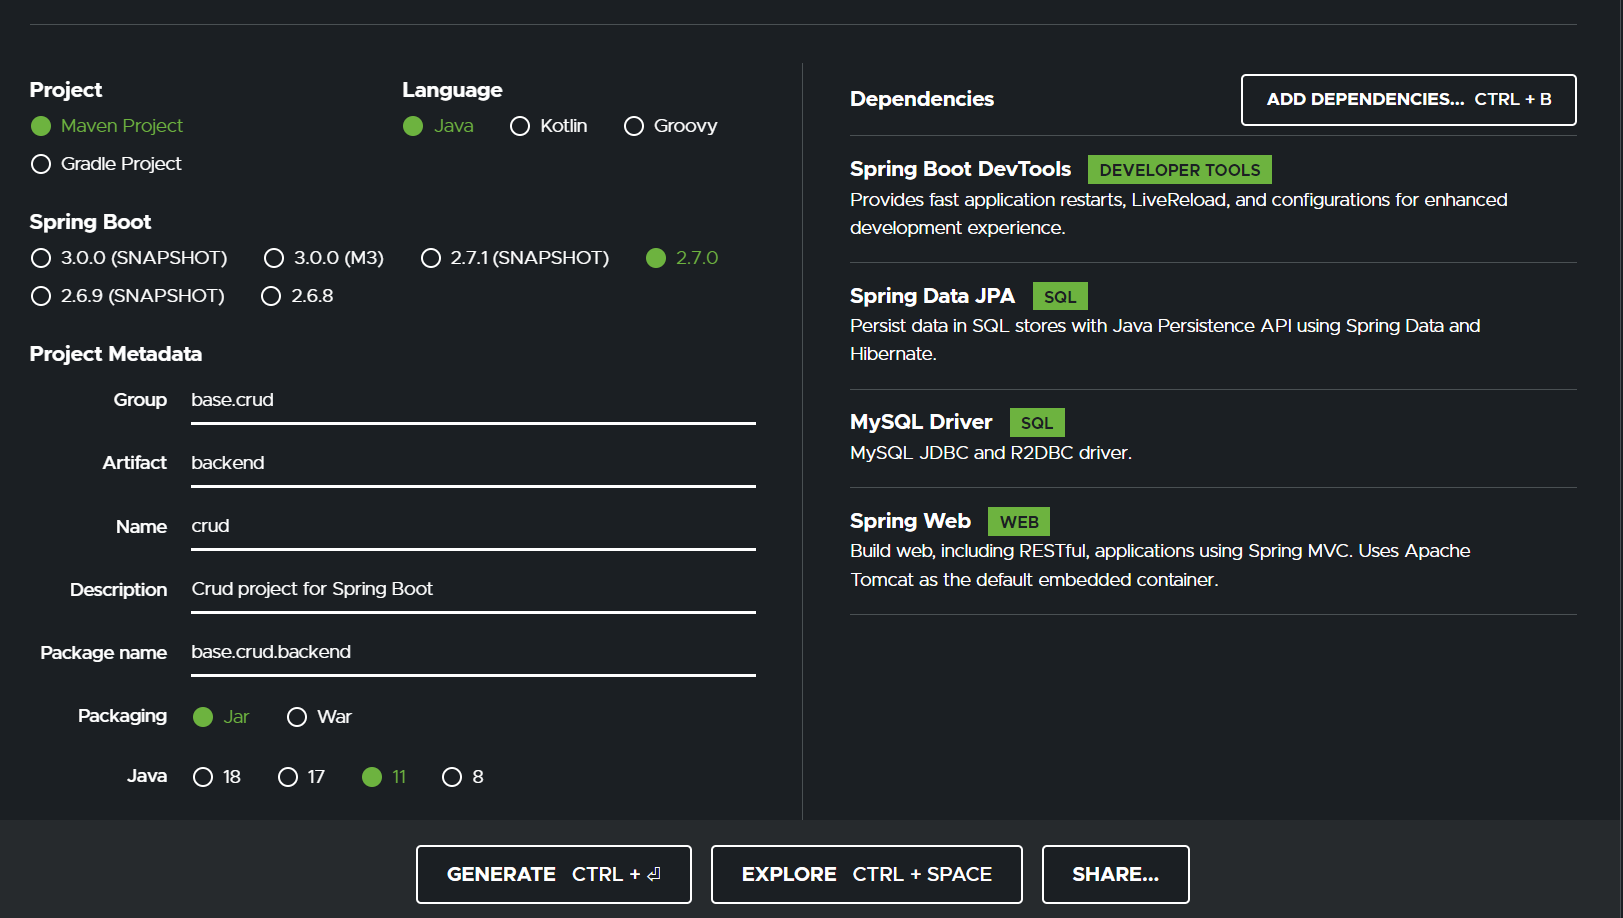 Project
Maven Project
Gradle Project
Language
Java Kotlin Groovy
Spring Boot
3.0.0 (SNAPSHOT) 3.0.0 (M3) 2.7.1 (SNAPSHOT) 2.7.0
2.6.9 (SNAPSHOT) 2.6.8
Project Metadata
Group base.crud
Artifact backend
Name crud
Description Crud project for Spring Boot
Package name base.crud.backend
Packaging Jar War
Java 18 17 11 8
Dependencies
ADD DEPENDENCIES... CTRL + B
Spring Boot DevTools DEVELOPER TOOLS
Provides fast application restarts, LiveReload, and configurations for enhanced
development experience.
Spring Data JPA SQL
Persist data in SQL stores with Java Persistence API using Spring Data and
Hibernate.
MySQL Driver SQL
MySQL JDBC and R2DBC driver.
Spring Web WEB
Build web, including RESTful, applications using Spring MVC. Uses Apache
Tomcat as the default embedded container.
GENERATE CTRL + ⏎
EXPLORE CTRL + SPACE
SHARE...